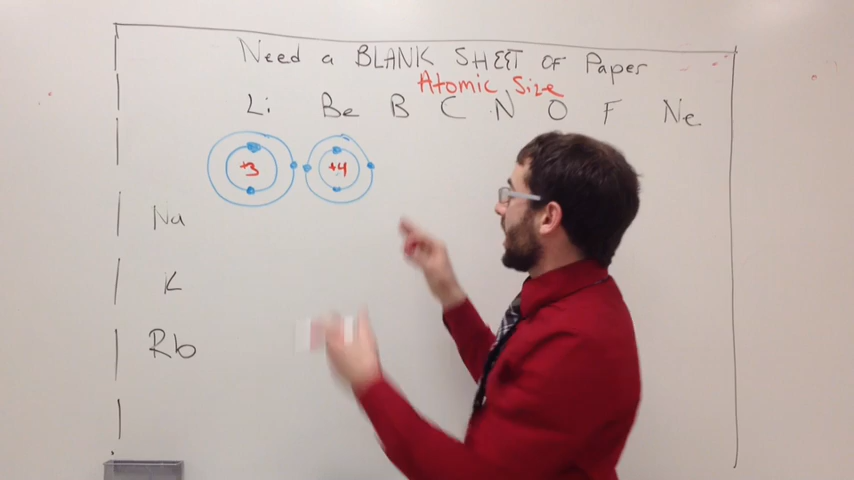 Need a BLANK SHEET OF Paper
Atomic Size
Li Be B C N O F Ne
+3 +4
Na
K
Rb